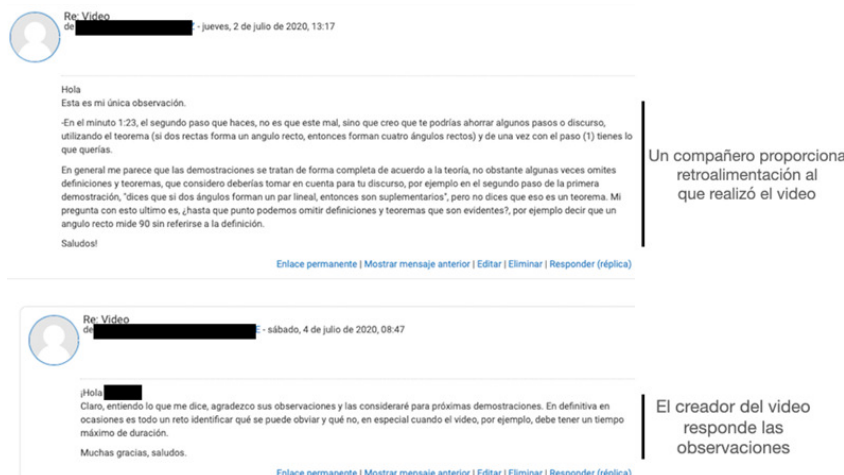 Re: Video
de - jueves, 2 de julio de 2020, 13:17
Hola
Esta es mi única observación.
-En el minuto 1:23, el segundo paso que haces, no es que este mal, sino que creo que te podrías ahorrar algunos pasos o discurso,
utilizando el teorema (si dos rectas forma un angulo recto, entonces forman cuatro ángulos rectos) y de una vez con el paso (1) tienes lo
que querías.
En general me parece que las demostraciones se tratan de forma completa de acuerdo a la teoría, no obstante algunas veces omites
definiciones y teoremas, que considero deberías tomar en cuenta para tu discurso, por ejemplo en el segundo paso de la primera
demostración, "dices que si dos ángulos forman un par lineal, entonces son suplementarios", pero no dices que eso es un teorema. Mi
pregunta con esto ultimo es, ¿hasta que punto podemos omitir definiciones y teoremas que son evidentes?, por ejemplo decir que un
angulo recto mide 90 sin referirse a la definición.
Saludos!
Enlace permanente | Mostrar mensaje anterior | Editar | Eliminar | Responder (réplica)
Un compañero proporciona
retroalimentación al
que realizó el video
Re: Video
de E - sábado, 4 de julio de 2020, 08:47
¡Hola
Claro, entiendo lo que me dice, agradezco sus observaciones y las consideraré para próximas demostraciones. En definitiva en
ocasiones es todo un reto identificar qué se puede obviar y qué no, en especial cuando el video, por ejemplo, debe tener un tiempo
máximo de duración.
Muchas gracias, saludos.
Enlace permanente | Mostrar mensaje anterior | Editar | Eliminar | Responder (réplica)
El creador del video
responde las
observaciones